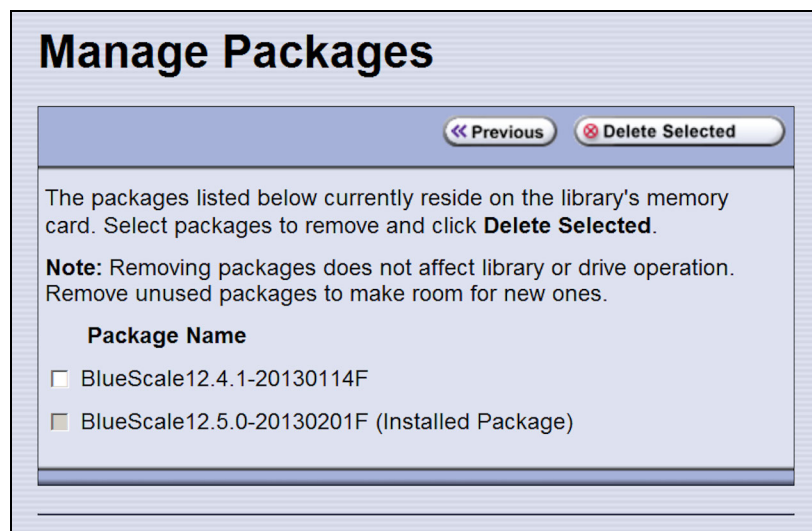 Manage Packages
Previous
Delete Selected
The packages listed below currently reside on the library's memory
card. Select packages to remove and click Delete Selected.
Note: Removing packages does not affect library or drive operation.
Remove unused packages to make room for new ones.
Package Name
BlueScale12.4.1-20130114F
BlueScale12.5.0-20130201F (Installed Package)